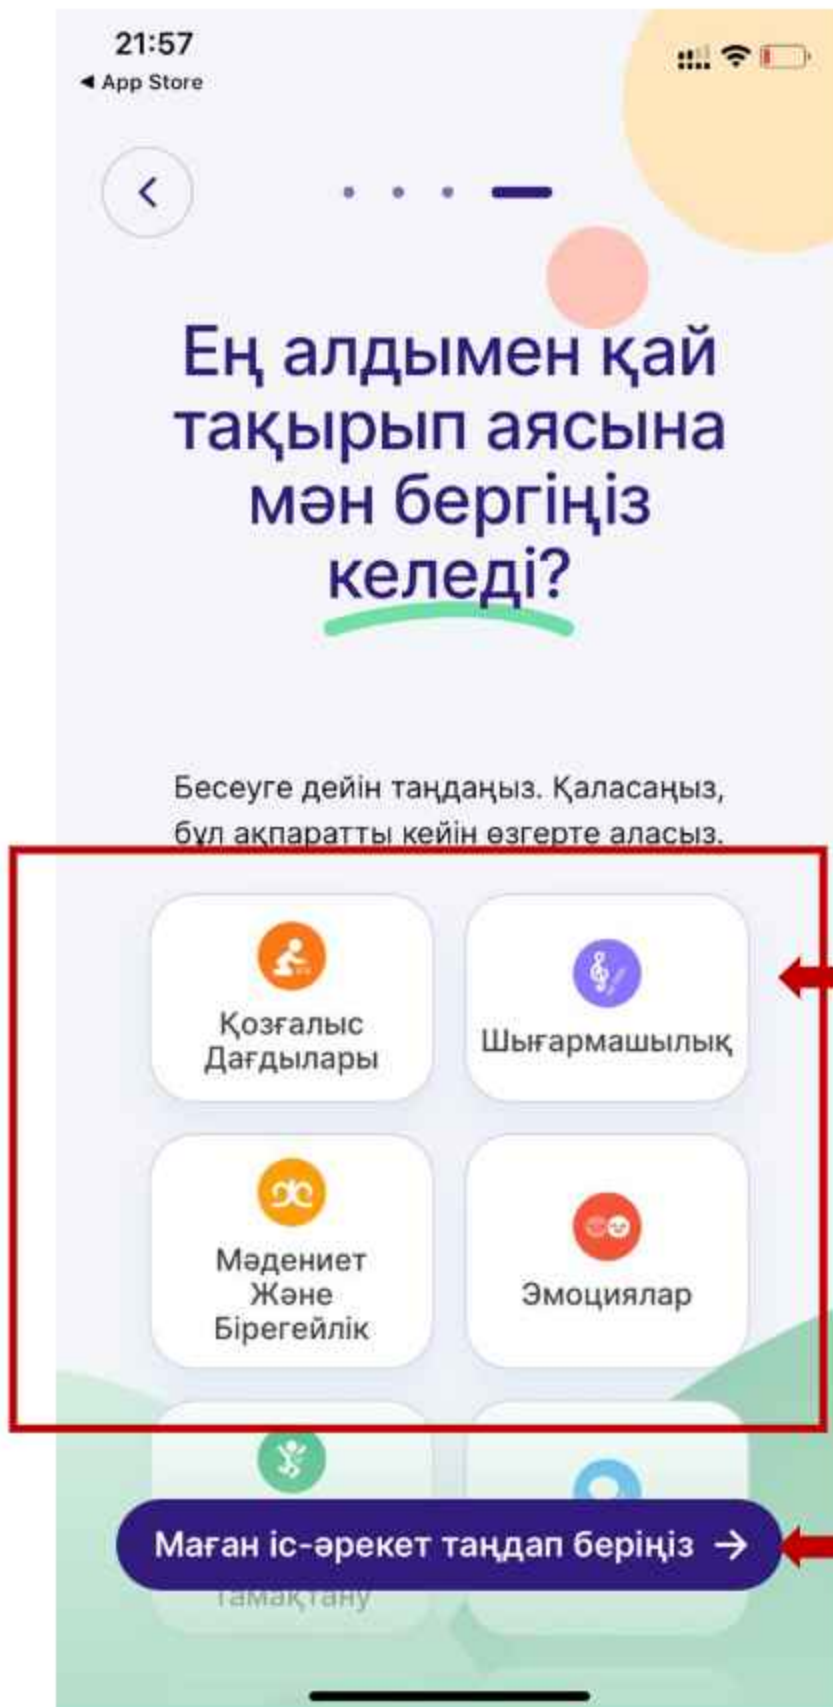 21:57
◀ App Store
Ең алдымен қай
тақырып аясына
мән бергіңіз
келеді?
Бесеуге дейін таңдаңыз. Қаласаңыз,
бұл ақпаратты кейін өзгерте аласыз.
Қозғалыс
Дағдылары
Шығармашылық
Мәдениет
Және
Бірегейлік
Эмоциялар
Маған іс-әрекет таңдап беріңіз →
тамақтану